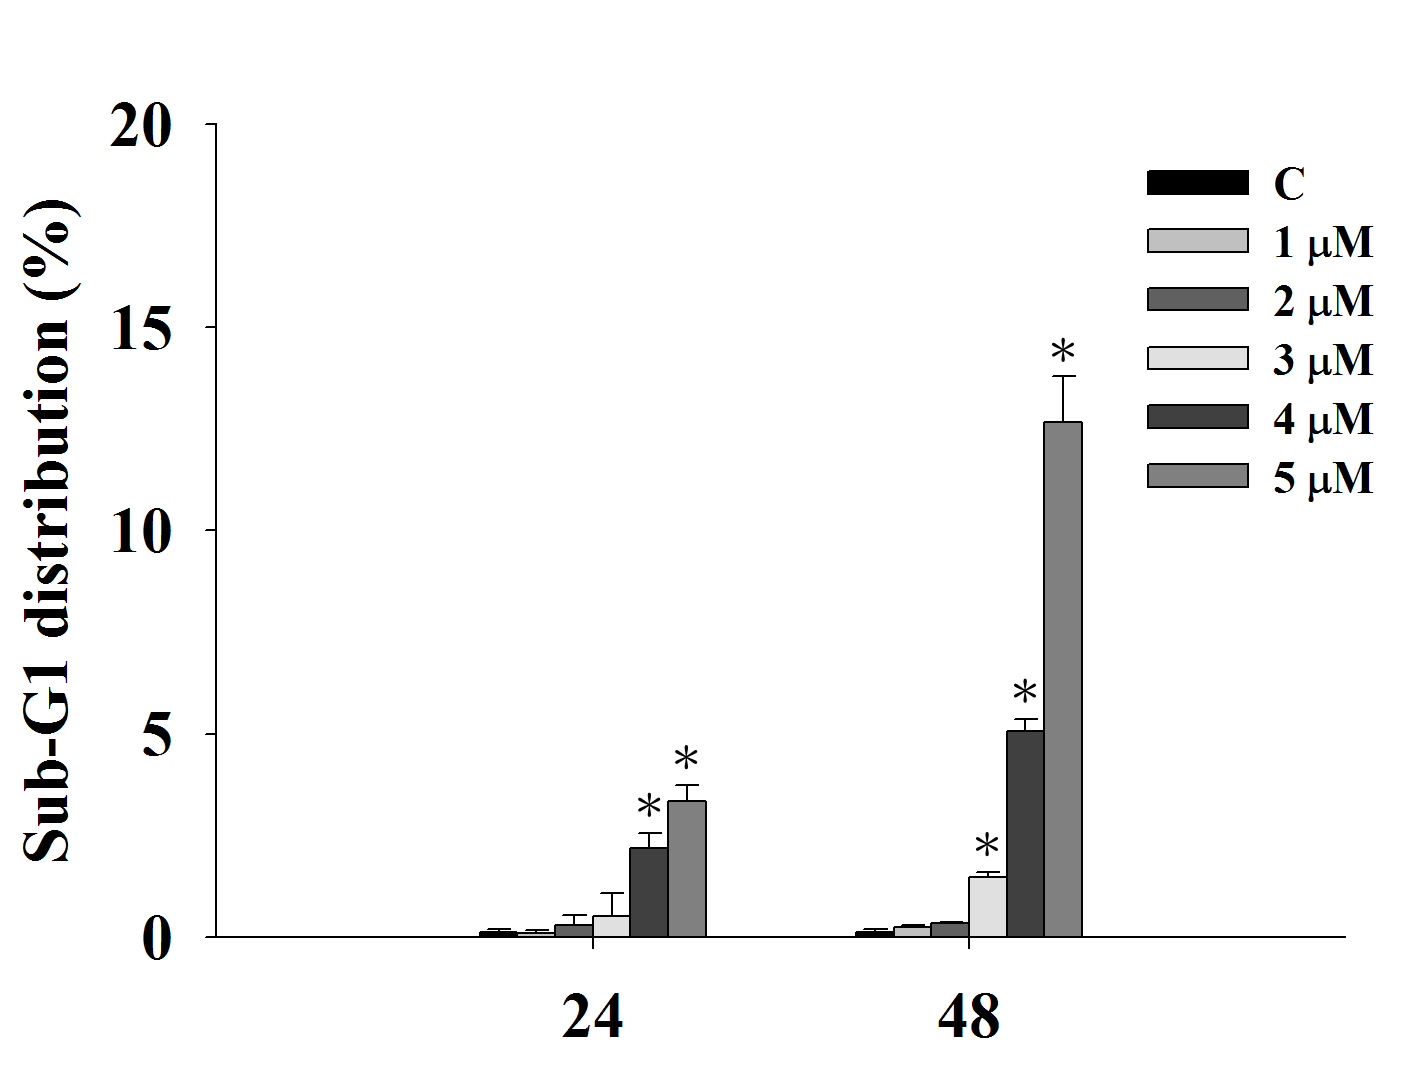 Sub-G1 distribution (%)
20
15
10
5
0
24
48
C
1 μM
2 μM
3 μM
4 μM
5 μM
*
*
*
*
*